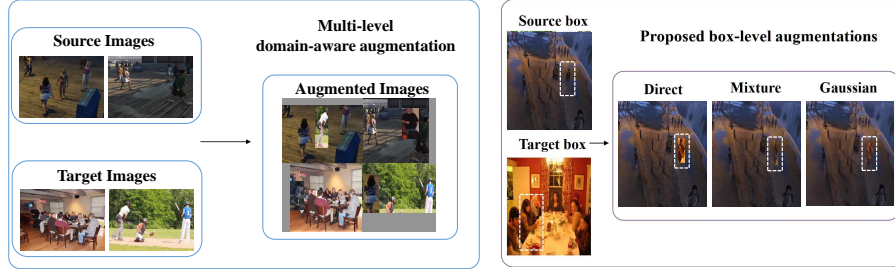 Source Images
Target Images
Multi-level
domain-aware augmentation
Augmented Images
Source box
Target box
Proposed box-level augmentations
Direct
Mixture
Gaussian